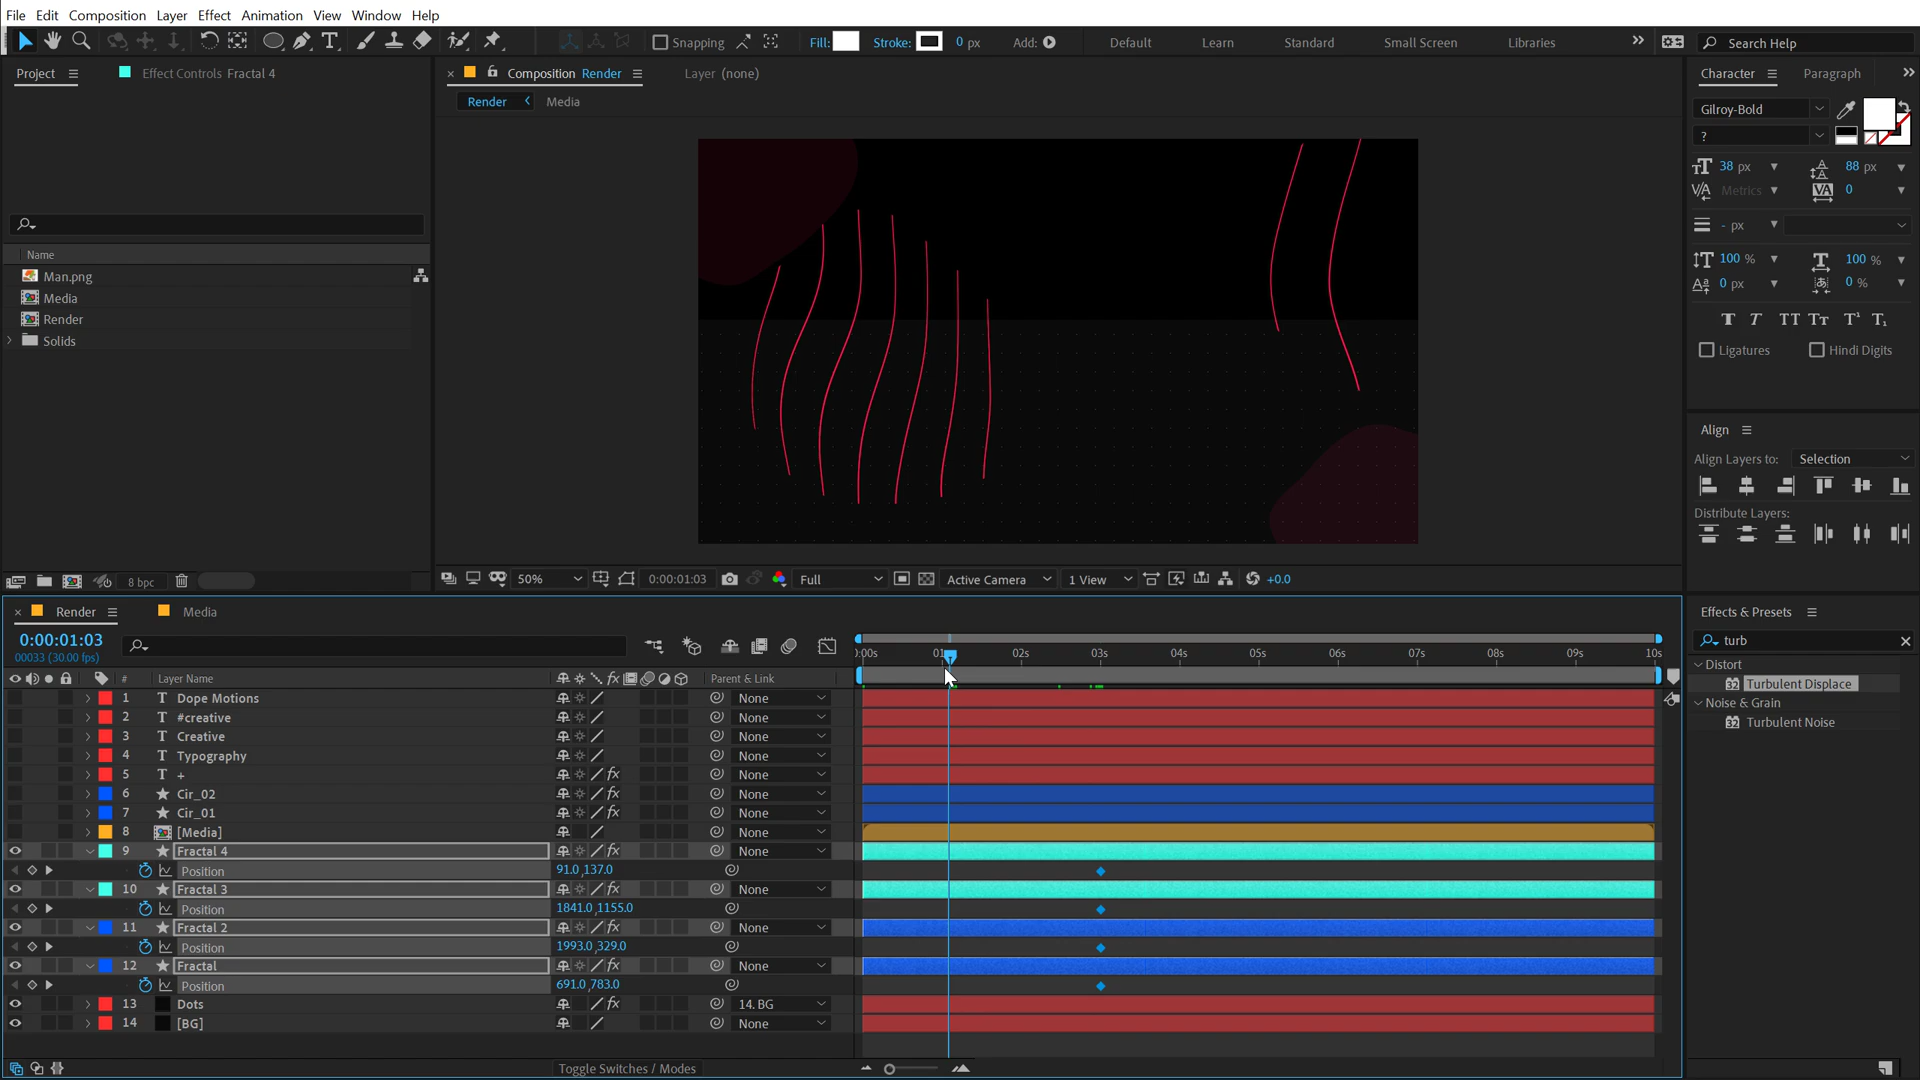 File Edit Composition Layer Effect Animation View Window Help
Snapping Fill: Stroke: 0 px Add: Default Learn Standard Small Screen Libraries Search Help
Project Effect Controls Fractal 4
Composition Render Layer (none)
Render Media
Name
Man.png
Media
Render
Solids
8 bpc
50% 0:00:01:03 Full Active Camera 1 View +0.0
Character Paragraph
Gilroy-Bold
?
38 px 88 px
Metrics 0
- px
100 % 100 %
0 px 0 %
Ligatures Hindi Digits
Align
Align Layers to: Selection
Distribute Layers:
Effects & Presets
turb
Distort
Turbulent Displace
Noise & Grain
Turbulent Noise
Render Media
0:00:01:03
00033 (30.00 fps)
:00s 01 02s 03s 04s 05s 06s 07s 08s 09s 10s
# Layer Name Parent & Link
1 Dope Motions None
2 #creative None
3 Creative None
4 Typography None
5 + None
6 Cir_02 None
7 Cir_01 None
8 [Media] None
9 Fractal 4 None
Position 91.0,137.0
10 Fractal 3 None
Position 1841.0,1155.0
11 Fractal 2 None
Position 1993.0,329.0
12 Fractal None
Position 691.0,783.0
13 Dots 14. BG
14 [BG] None
Toggle Switches / Modes